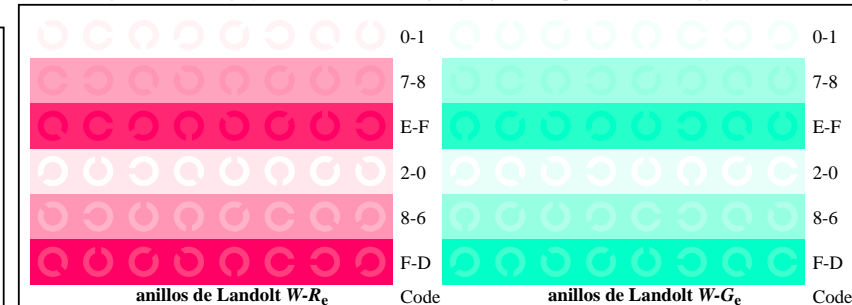 0-1
7-8
E-F
2-0
8-6
F-D
anillos de Landolt W-Re Code
0-1
7-8
E-F
2-0
8-6
F-D
anillos de Landolt W-Ge Code